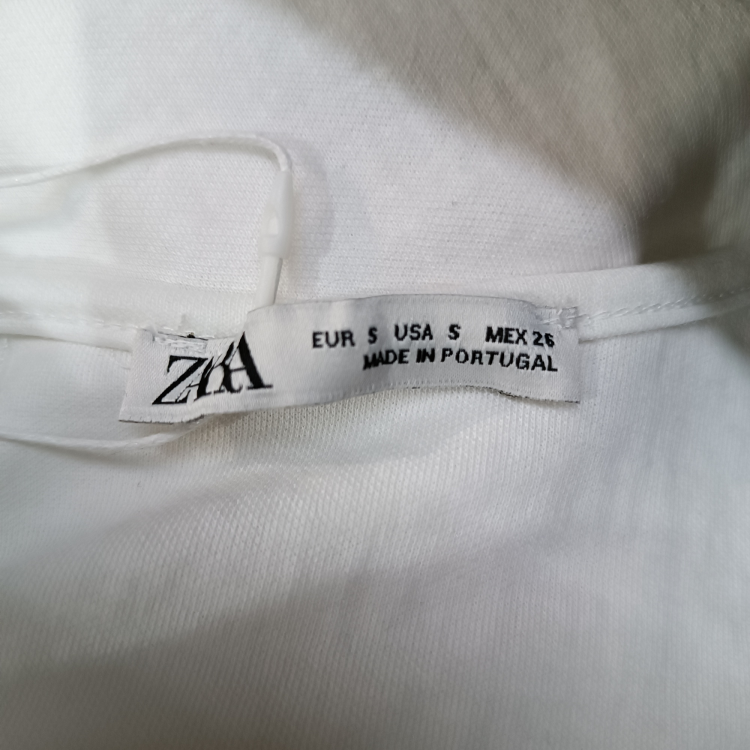 ZARA
EUR S USA S MEX 26
MADE IN PORTUGAL